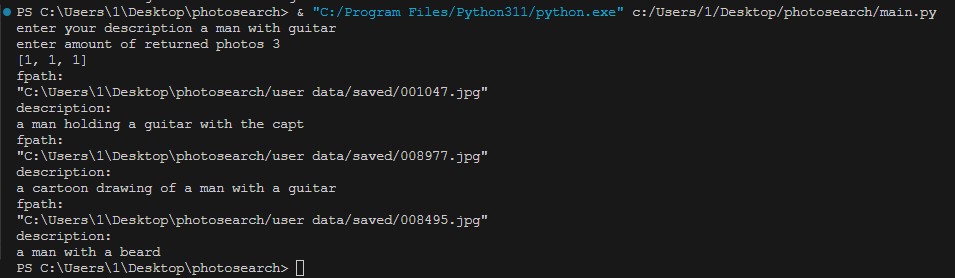 PS C:\Users\1\Desktop\photosearch> & "C:/Program Files/Python311/python.exe" c:/Users/1/Desktop/photosearch/main.py
enter your description a man with guitar
enter amount of returned photos 3
[1, 1, 1]
fpath:
"C:\Users\1\Desktop\photosearch/user data/saved/001047.jpg"
description:
a man holding a guitar with the capt
fpath:
"C:\Users\1\Desktop\photosearch/user data/saved/008977.jpg"
description:
a cartoon drawing of a man with a guitar
fpath:
"C:\Users\1\Desktop\photosearch/user data/saved/008495.jpg"
description:
a man with a beard
PS C:\Users\1\Desktop\photosearch>